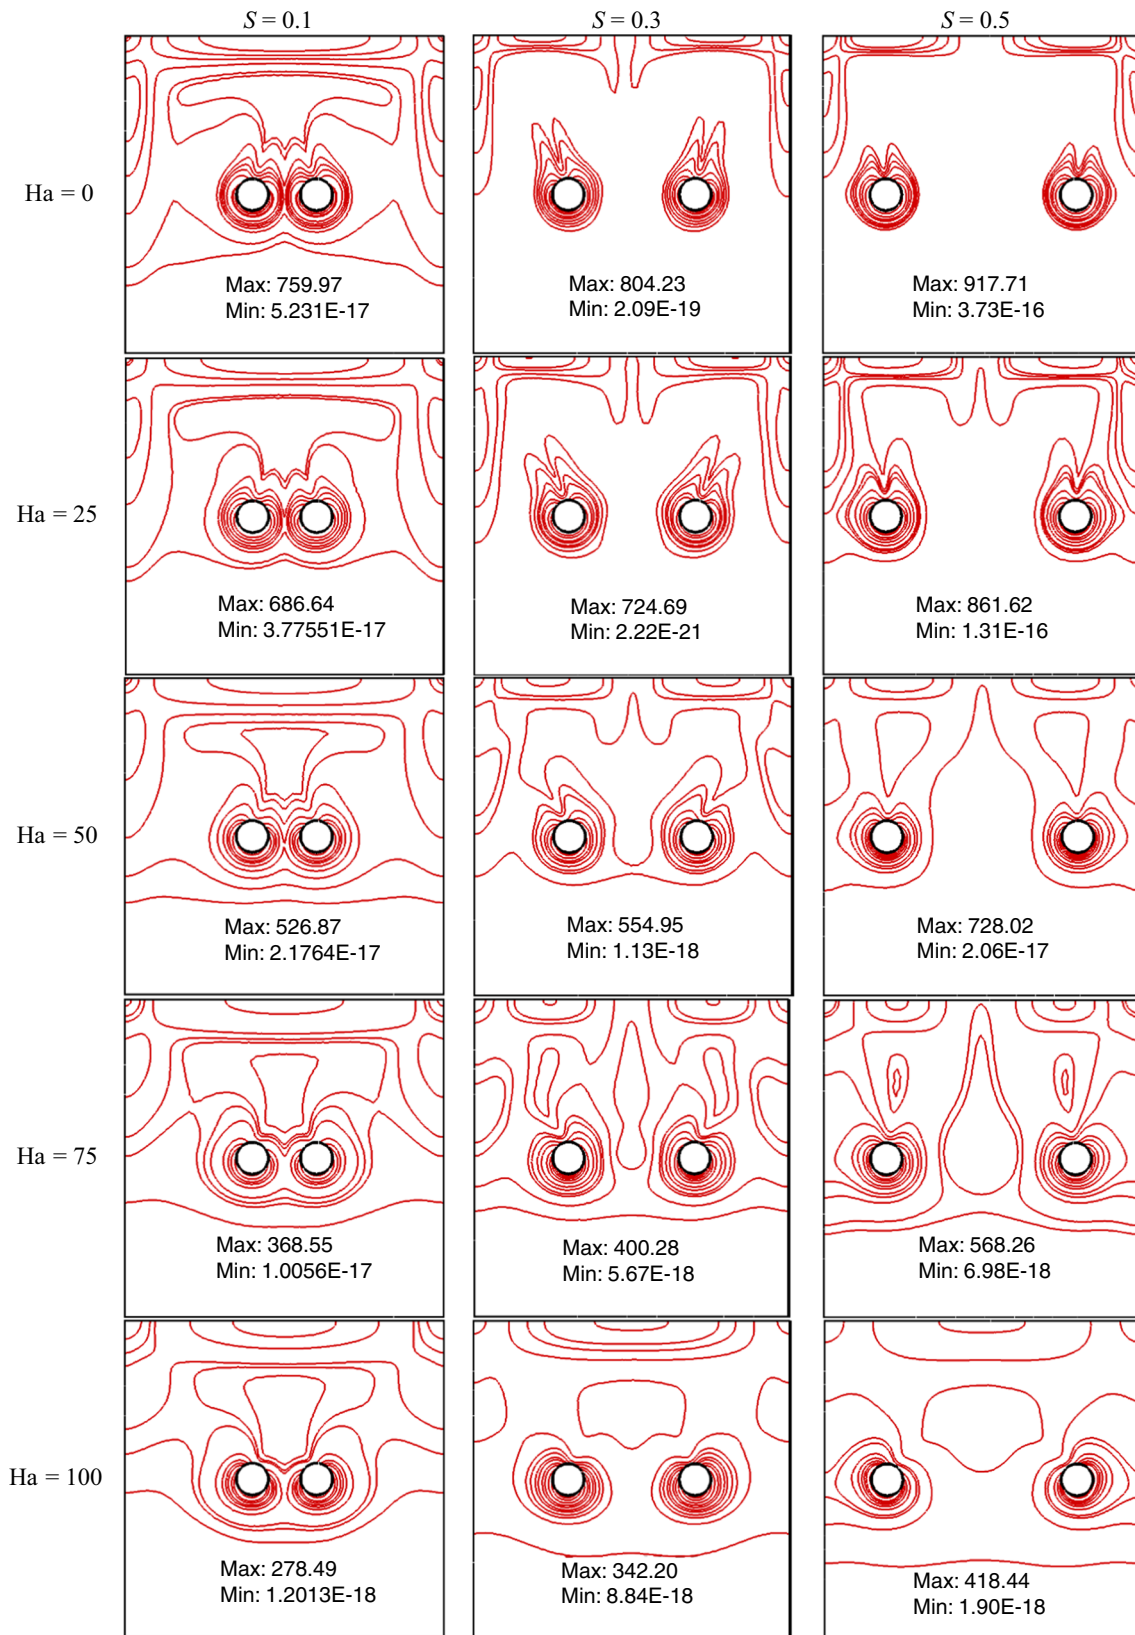 S = 0.1 S = 0.3 S = 0.5
Ha = 0
Max: 759.97
Min: 5.231E-17
Max: 804.23
Min: 2.09E-19
Max: 917.71
Min: 3.73E-16
Ha = 25
Max: 686.64
Min: 3.77551E-17
Max: 724.69
Min: 2.22E-21
Max: 861.62
Min: 1.31E-16
Ha = 50
Max: 526.87
Min: 2.1764E-17
Max: 554.95
Min: 1.13E-18
Max: 728.02
Min: 2.06E-17
Ha = 75
Max: 368.55
Min: 1.0056E-17
Max: 400.28
Min: 5.67E-18
Max: 568.26
Min: 6.98E-18
Ha = 100
Max: 278.49
Min: 1.2013E-18
Max: 342.20
Min: 8.84E-18
Max: 418.44
Min: 1.90E-18